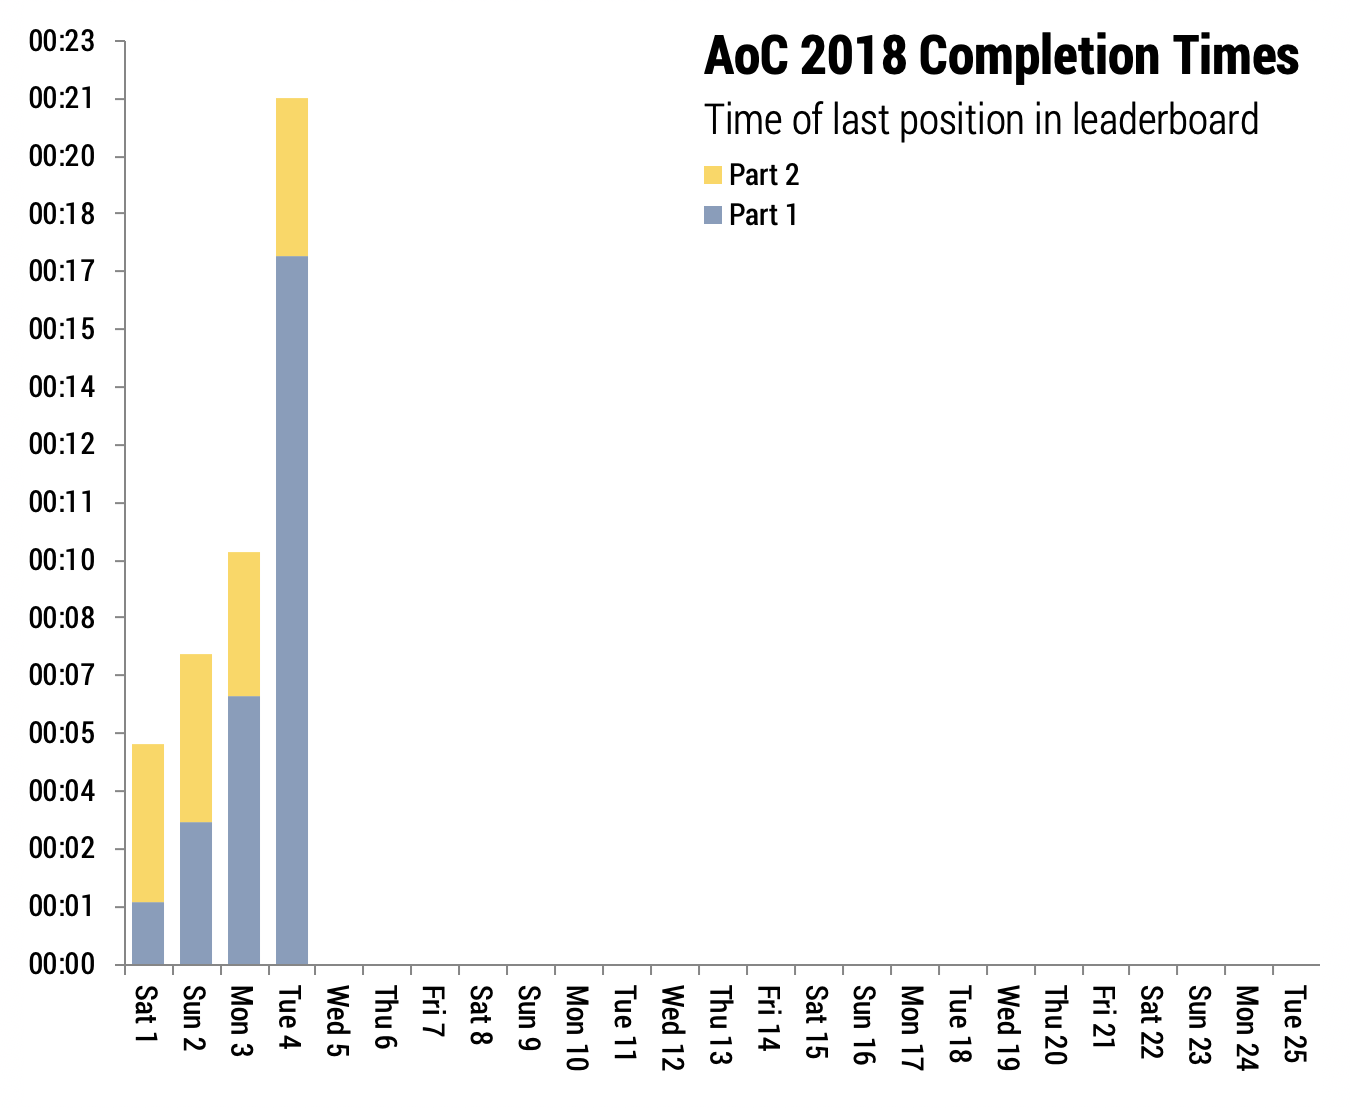 AoC 2018 Completion Times
Time of last position in leaderboard
Part 2
Part 1
00:23
00:21
00:20
00:18
00:17
00:15
00:14
00:12
00:11
00:10
00:08
00:07
00:05
00:04
00:02
00:01
00:00
Sat 1
Sun 2
Mon 3
Tue 4
Wed 5
Thu 6
Fri 7
Sat 8
Sun 9
Mon 10
Tue 11
Wed 12
Thu 13
Fri 14
Sat 15
Sun 16
Mon 17
Tue 18
Wed 19
Thu 20
Fri 21
Sat 22
Sun 23
Mon 24
Tue 25